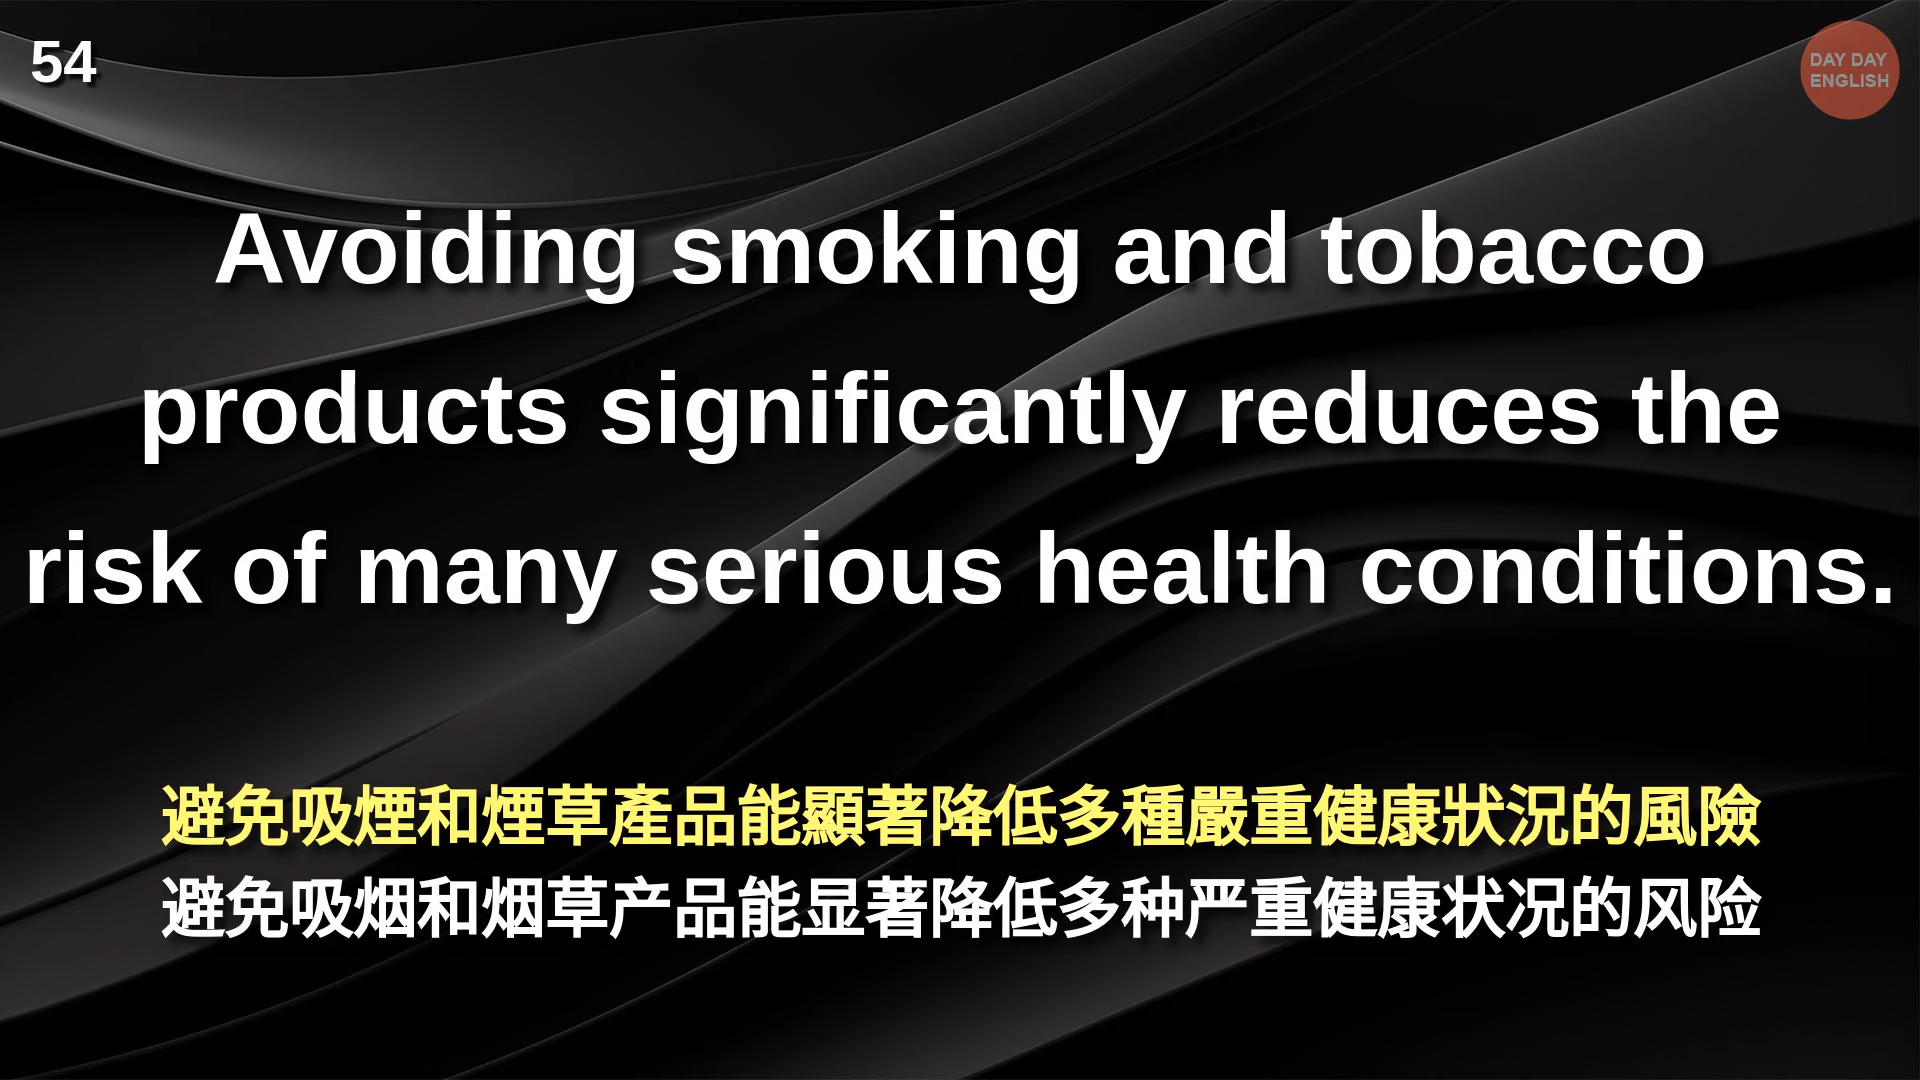 54
DAY DAY
ENGLISH
Avoiding smoking and tobacco
products significantly reduces the
risk of many serious health conditions.
避免吸煙和煙草產品能顯著降低多種嚴重健康狀況的風險
避免吸烟和烟草产品能显著降低多种严重健康状况的风险